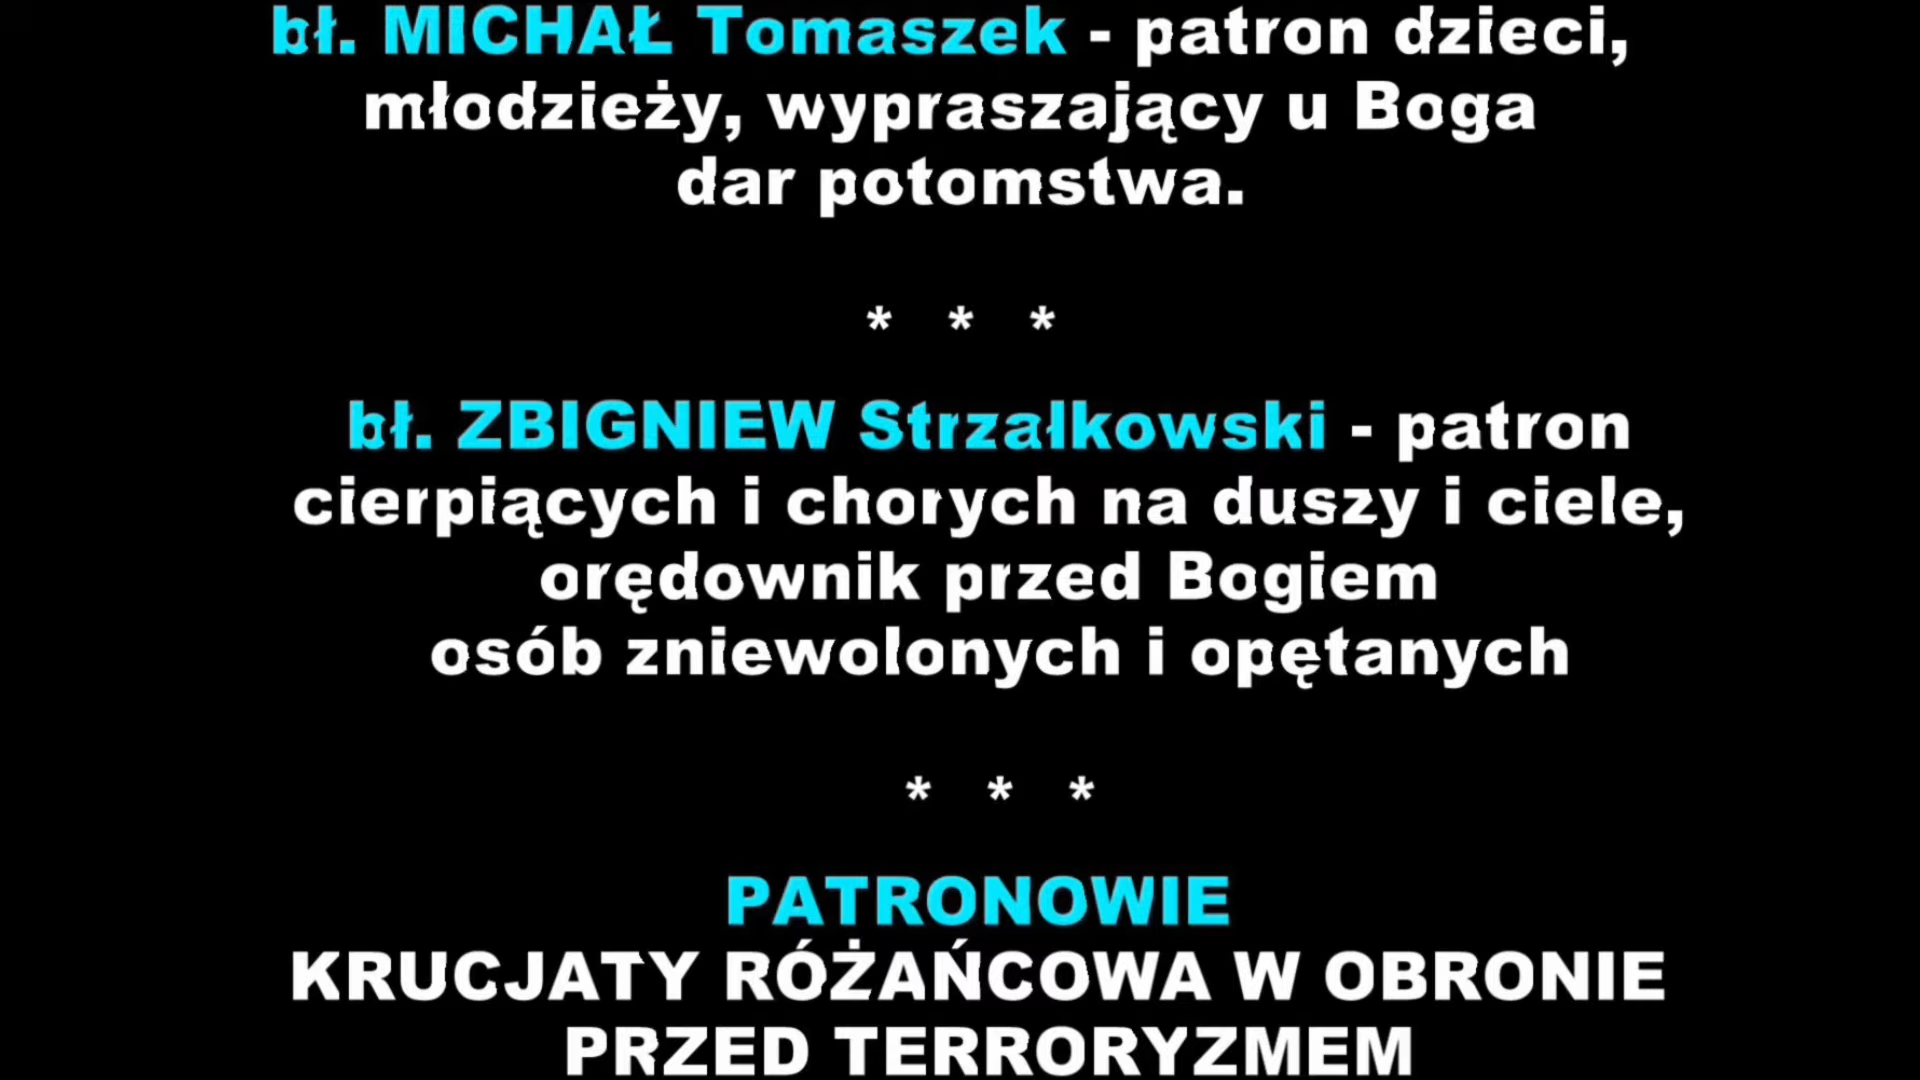 bł. MICHAŁ Tomaszek - patron dzieci,
młodzieży, wypraszający u Boga
dar potomstwa.
* * *
bł. ZBIGNIEW Strzałkowski - patron
cierpiących i chorych na duszy i ciele,
orędownik przed Bogiem
osób zniewolonych i opętanych
* * *
PATRONOWIE
KRUCJATY RÓŻAŃCOWA W OBRONIE
PRZED TERRORYZMEM